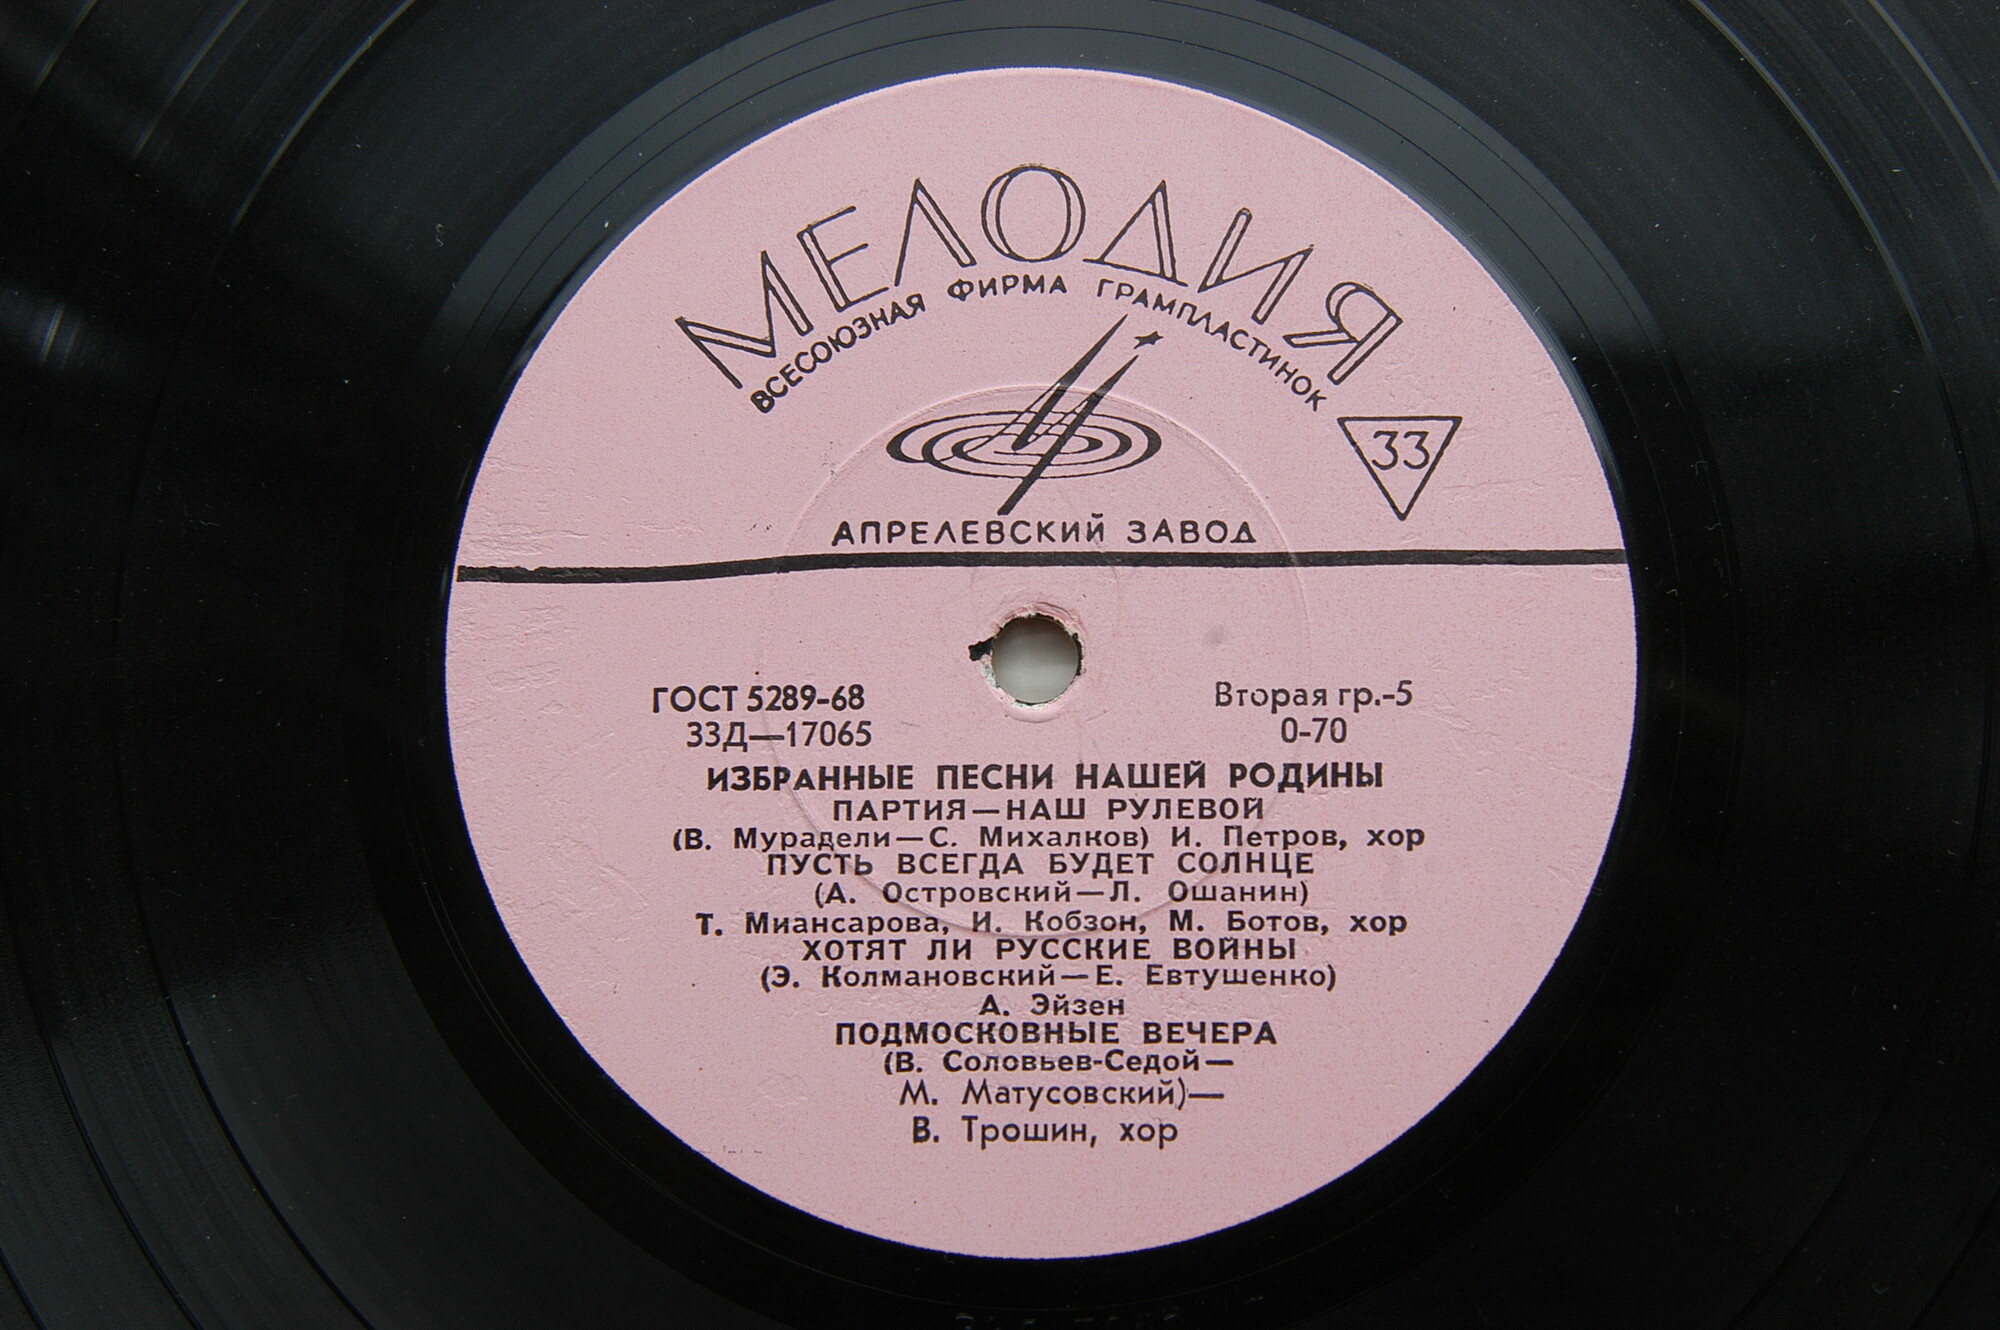 МЕЛОДИЯ
ВСЕСОЮЗНАЯ ФИРМА ГРАМПЛАСТИНОК
33
АПРЕЛЕВСКИЙ ЗАВОД
ГОСТ 5289-68 Вторая гр.-5
33Д—17065 0-70
ИЗБРАННЫЕ ПЕСНИ НАШЕЙ РОДИНЫ
ПАРТИЯ—НАШ РУЛЕВОЙ
(В. Мурадели—С. Михалков) И. Петров, хор
ПУСТЬ ВСЕГДА БУДЕТ СОЛНЦЕ
(А. Островский—Л. Ошанин)
Т. Миансарова, И. Кобзон, М. Ботов, хор
ХОТЯТ ЛИ РУССКИЕ ВОЙНЫ
(Э. Колмановский—Е. Евтушенко)
А. Эйзен
ПОДМОСКОВНЫЕ ВЕЧЕРА
(В. Соловьев-Седой—
М. Матусовский)—
В. Трошин, хор